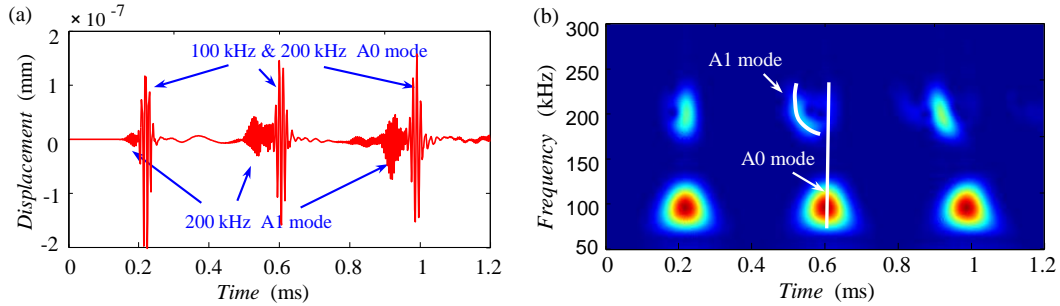 (a)
× 10⁻⁷
2
1
0
-1
-2
Displacement (mm)
100 kHz & 200 kHz A0 mode
200 kHz A1 mode
0 0.2 0.4 0.6 0.8 1 1.2
Time (ms)
(b)
300
250
200
150
100
50
Frequency (kHz)
A1 mode
A0 mode
0.2 0.4 0.6 0.8 1 1.2
Time (ms)